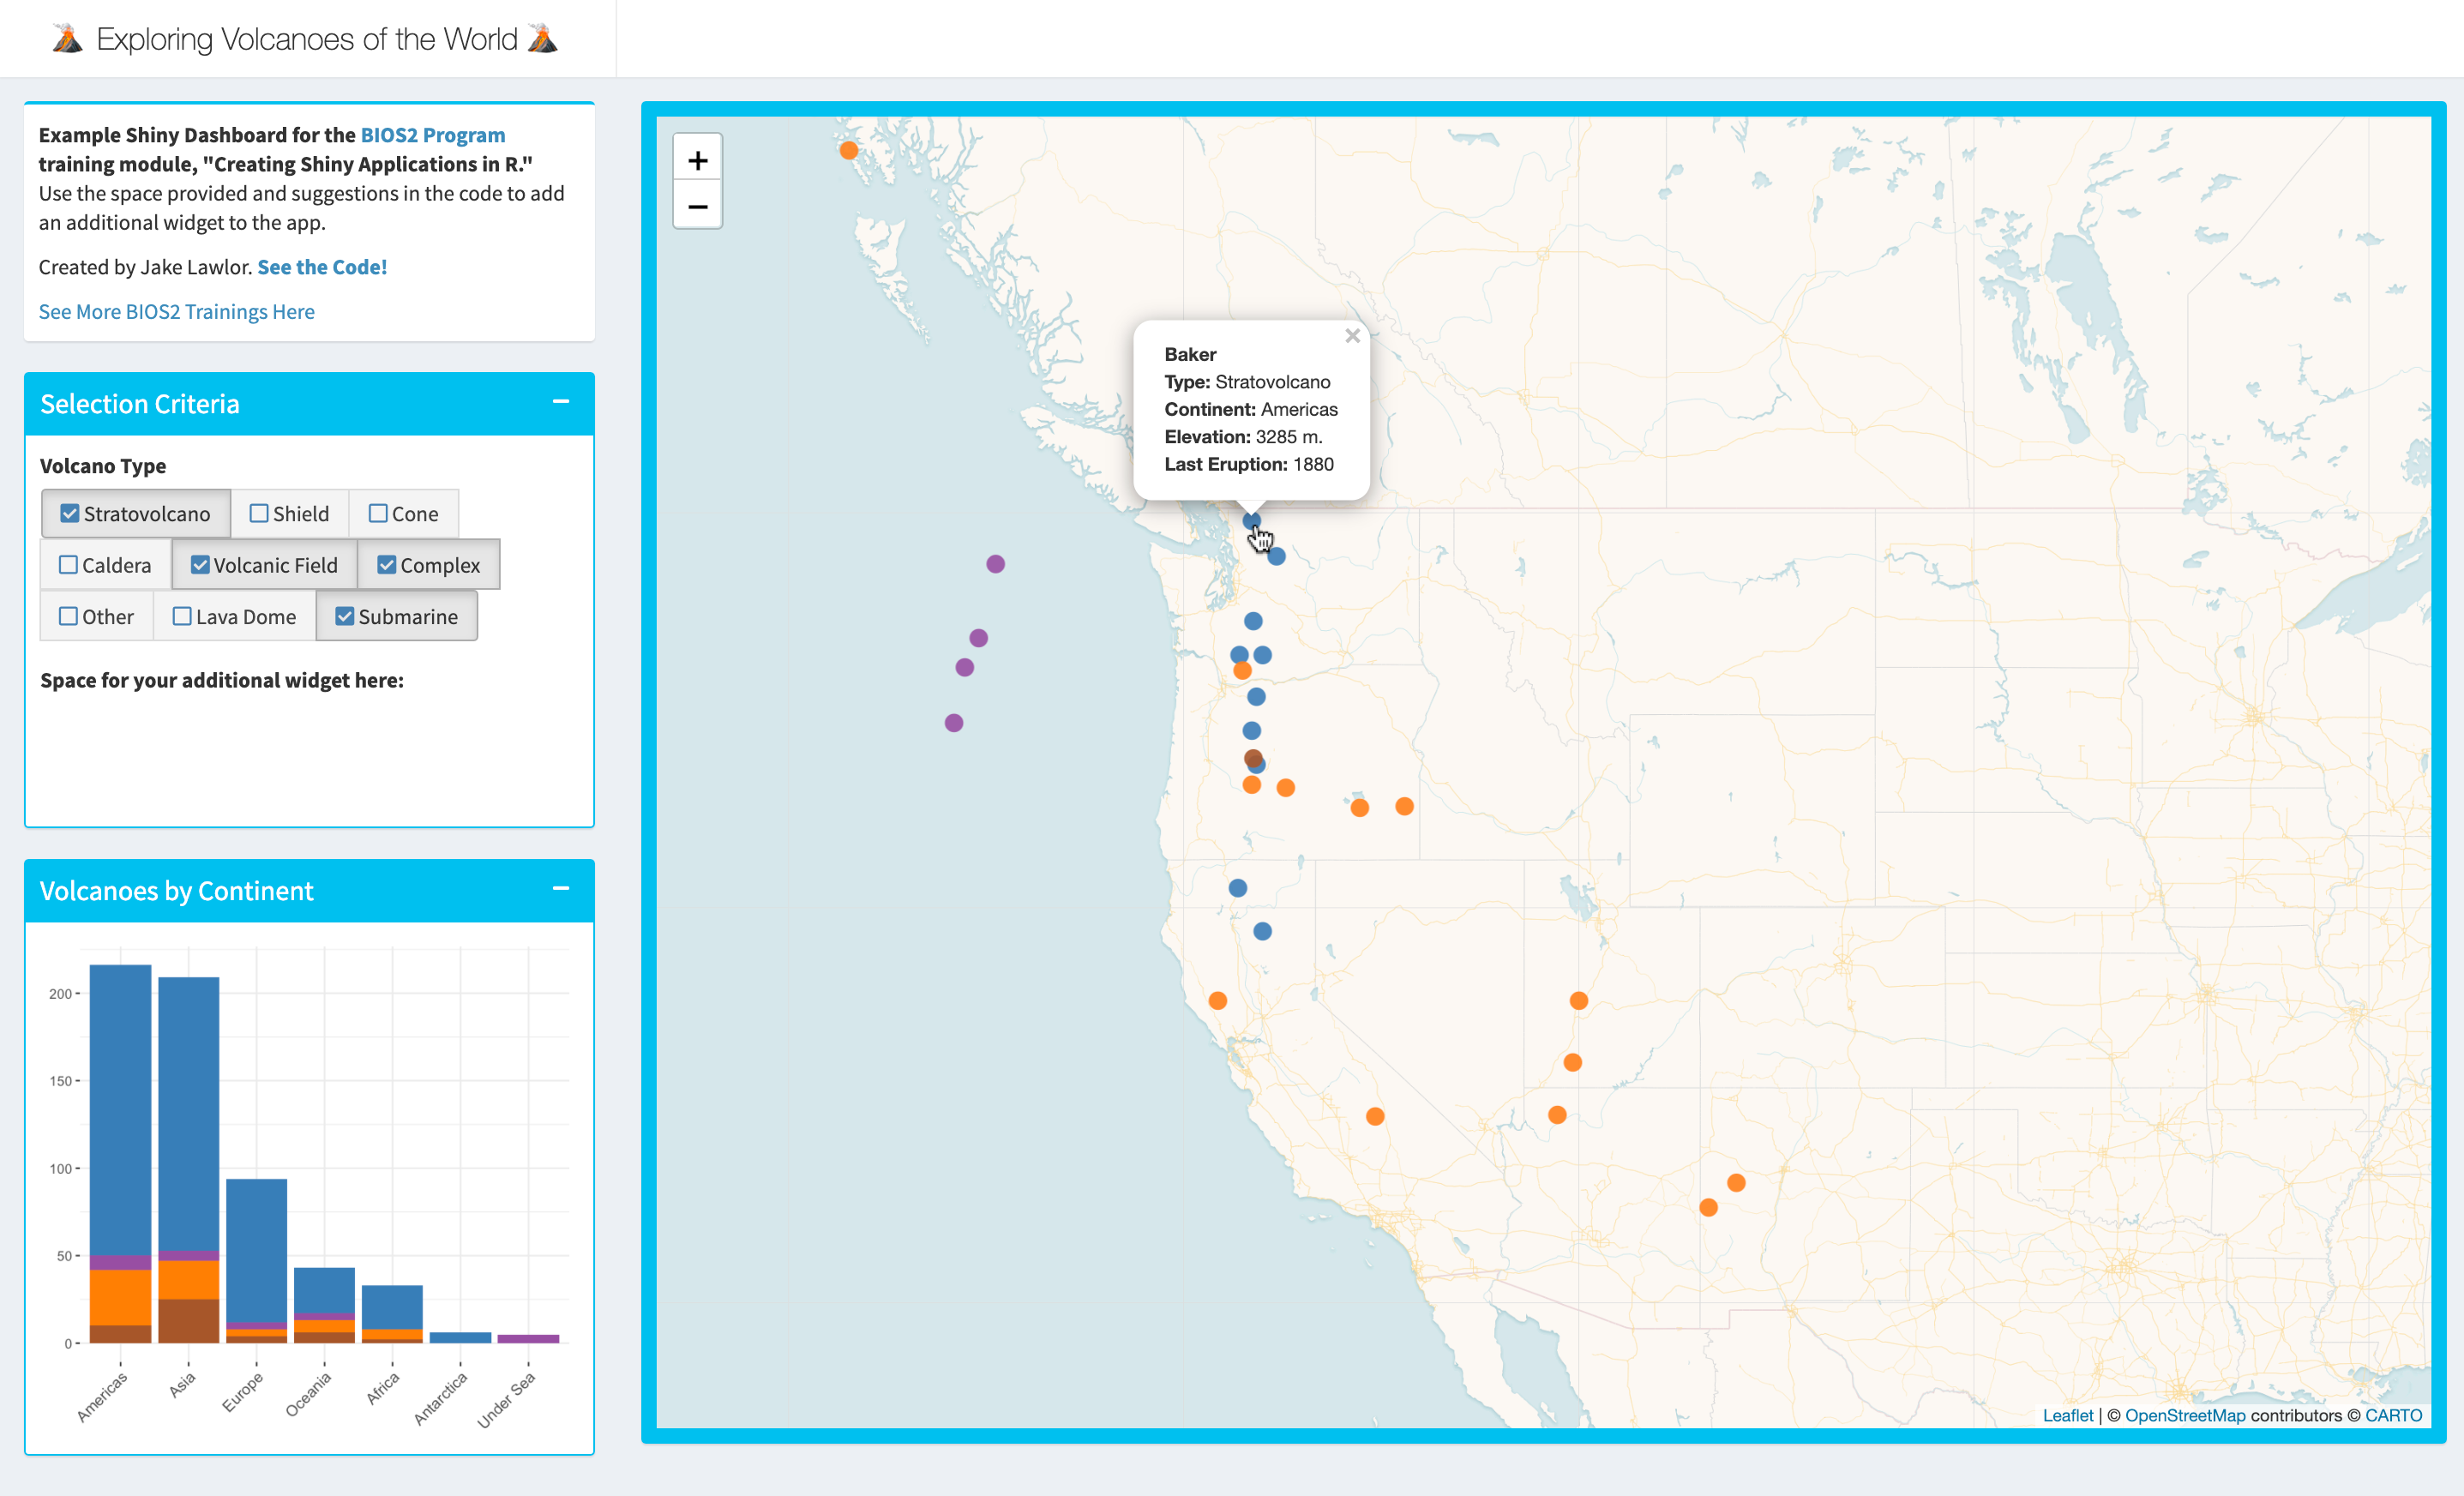 Exploring Volcanoes of the World
Example Shiny Dashboard for the BIOS2 Program
training module, "Creating Shiny Applications in R."
Use the space provided and suggestions in the code to add
an additional widget to the app.
Created by Jake Lawlor. See the Code!
See More BIOS2 Trainings Here
Selection Criteria
Volcano Type
Stratovolcano Shield Cone
Caldera Volcanic Field Complex
Other Lava Dome Submarine
Space for your additional widget here:
Volcanoes by Continent
200
150
100
50
0
Americas Asia Europe Oceania Africa Antarctica Under Sea
+
−
×
Baker
Type: Stratovolcano
Continent: Americas
Elevation: 3285 m.
Last Eruption: 1880
Leaflet | © OpenStreetMap contributors © CARTO